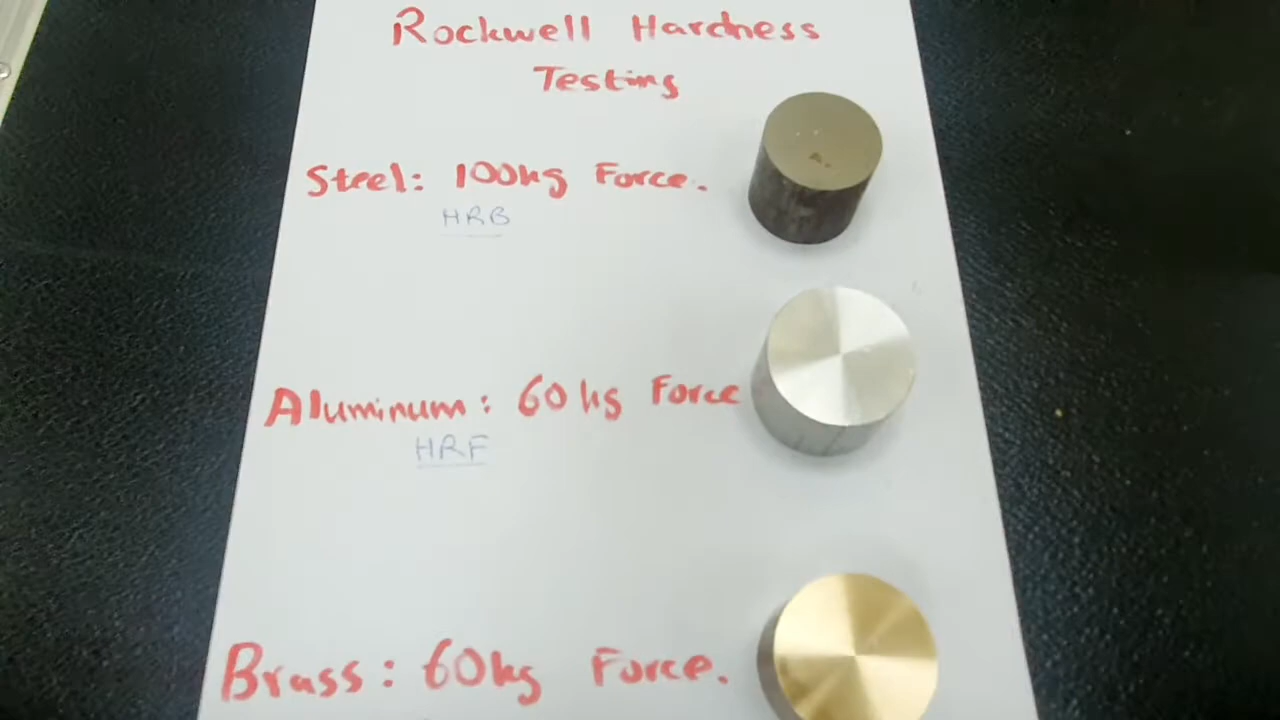 Rockwell Hardness
Testing
Steel: 100kg Force.
HRB
Aluminum: 60kg Force
HRF
Brass: 60kg Force.